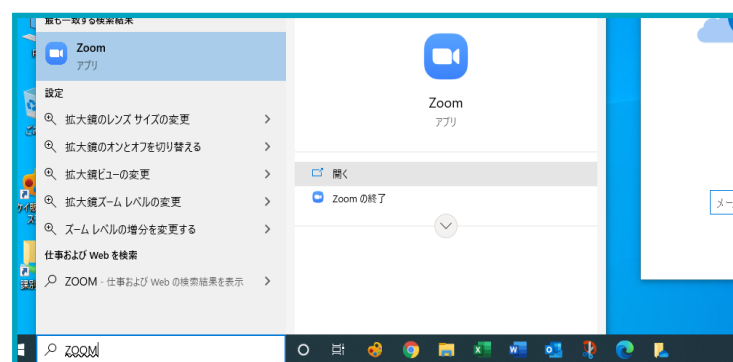 最も一致する検索結果
Zoom
アプリ
設定
拡大鏡のレンズ サイズの変更
拡大鏡のオンとオフを切り替える
拡大鏡ビューの変更
拡大鏡ズーム レベルの変更
ズーム レベルの増分を変更する
仕事および Web を検索
ZOOM - 仕事および Web の検索結果を表示
Zoom
アプリ
開く
Zoom の終了
メー
ZOOM